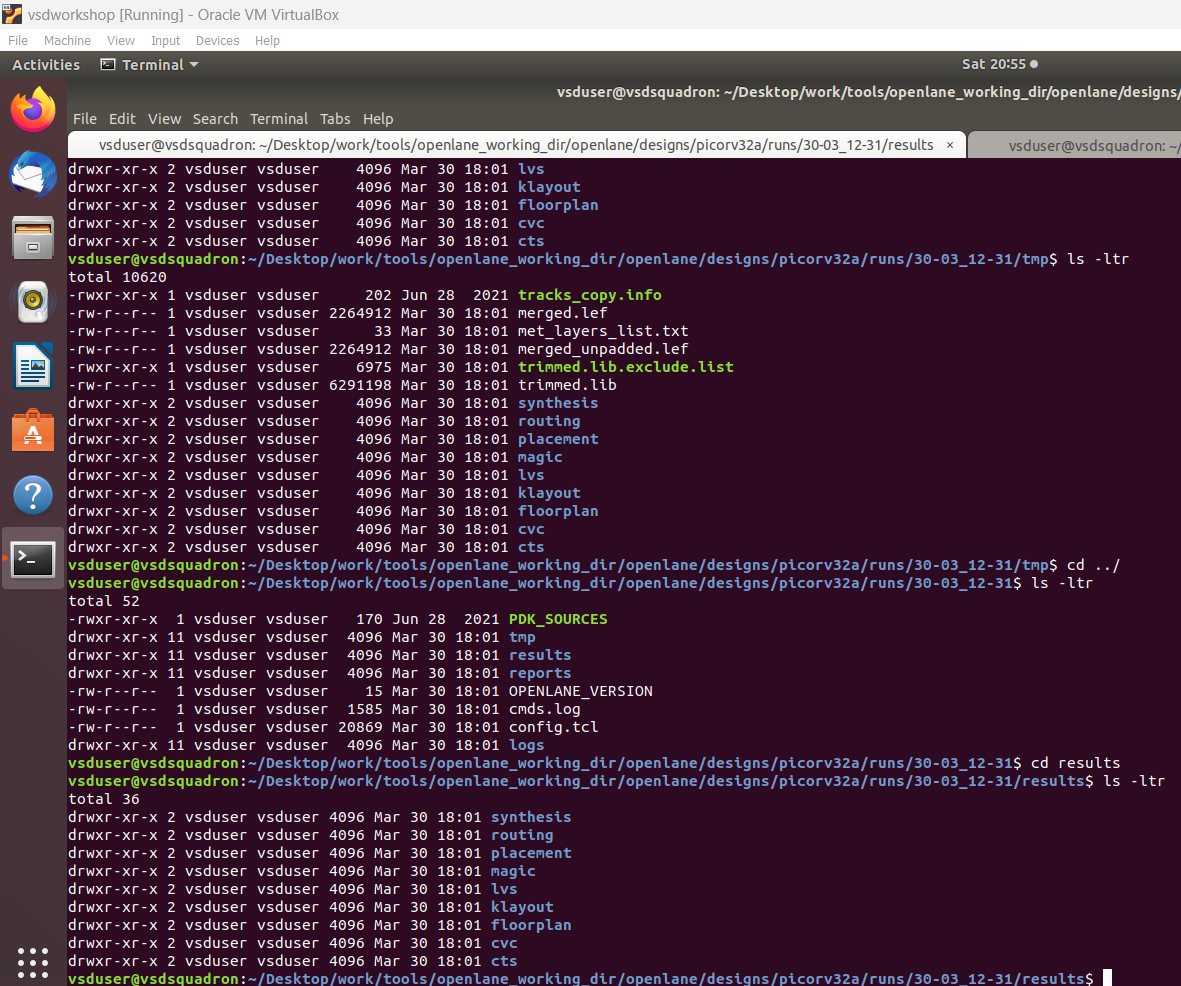 vsdworkshop [Running] - Oracle VM VirtualBox
File Machine View Input Devices Help
Activities Terminal Sat 20:55
vsduser@vsdsquadron: ~/Desktop/work/tools/openlane_working_dir/openlane/designs/
File Edit View Search Terminal Tabs Help
vsduser@vsdsquadron: ~/Desktop/work/tools/openlane_working_dir/openlane/designs/picorv32a/runs/30-03_12-31/results × vsduser@vsdsquadron: ~/
drwxr-xr-x 2 vsduser vsduser    4096 Mar 30 18:01 lvs
drwxr-xr-x 2 vsduser vsduser    4096 Mar 30 18:01 klayout
drwxr-xr-x 2 vsduser vsduser    4096 Mar 30 18:01 floorplan
drwxr-xr-x 2 vsduser vsduser    4096 Mar 30 18:01 cvc
drwxr-xr-x 2 vsduser vsduser    4096 Mar 30 18:01 cts
vsduser@vsdsquadron:~/Desktop/work/tools/openlane_working_dir/openlane/designs/picorv32a/runs/30-03_12-31/tmp$ ls -ltr
total 10620
-rwxr-xr-x 1 vsduser vsduser     202 Jun 28  2021 tracks_copy.info
-rw-r--r-- 1 vsduser vsduser 2264912 Mar 30 18:01 merged.lef
-rw-r--r-- 1 vsduser vsduser      33 Mar 30 18:01 met_layers_list.txt
-rw-r--r-- 1 vsduser vsduser 2264912 Mar 30 18:01 merged_unpadded.lef
-rwxr-xr-x 1 vsduser vsduser    6975 Mar 30 18:01 trimmed.lib.exclude.list
-rw-r--r-- 1 vsduser vsduser 6291198 Mar 30 18:01 trimmed.lib
drwxr-xr-x 2 vsduser vsduser    4096 Mar 30 18:01 synthesis
drwxr-xr-x 2 vsduser vsduser    4096 Mar 30 18:01 routing
drwxr-xr-x 2 vsduser vsduser    4096 Mar 30 18:01 placement
drwxr-xr-x 2 vsduser vsduser    4096 Mar 30 18:01 magic
drwxr-xr-x 2 vsduser vsduser    4096 Mar 30 18:01 lvs
drwxr-xr-x 2 vsduser vsduser    4096 Mar 30 18:01 klayout
drwxr-xr-x 2 vsduser vsduser    4096 Mar 30 18:01 floorplan
drwxr-xr-x 2 vsduser vsduser    4096 Mar 30 18:01 cvc
drwxr-xr-x 2 vsduser vsduser    4096 Mar 30 18:01 cts
vsduser@vsdsquadron:~/Desktop/work/tools/openlane_working_dir/openlane/designs/picorv32a/runs/30-03_12-31/tmp$ cd ../
vsduser@vsdsquadron:~/Desktop/work/tools/openlane_working_dir/openlane/designs/picorv32a/runs/30-03_12-31$ ls -ltr
total 52
-rwxr-xr-x  1 vsduser vsduser   170 Jun 28  2021 PDK_SOURCES
drwxr-xr-x 11 vsduser vsduser  4096 Mar 30 18:01 tmp
drwxr-xr-x 11 vsduser vsduser  4096 Mar 30 18:01 results
drwxr-xr-x 11 vsduser vsduser  4096 Mar 30 18:01 reports
-rw-r--r--  1 vsduser vsduser    15 Mar 30 18:01 OPENLANE_VERSION
-rw-r--r--  1 vsduser vsduser  1585 Mar 30 18:01 cmds.log
-rw-r--r--  1 vsduser vsduser 20869 Mar 30 18:01 config.tcl
drwxr-xr-x 11 vsduser vsduser  4096 Mar 30 18:01 logs
vsduser@vsdsquadron:~/Desktop/work/tools/openlane_working_dir/openlane/designs/picorv32a/runs/30-03_12-31$ cd results
vsduser@vsdsquadron:~/Desktop/work/tools/openlane_working_dir/openlane/designs/picorv32a/runs/30-03_12-31/results$ ls -ltr
total 36
drwxr-xr-x 2 vsduser vsduser 4096 Mar 30 18:01 synthesis
drwxr-xr-x 2 vsduser vsduser 4096 Mar 30 18:01 routing
drwxr-xr-x 2 vsduser vsduser 4096 Mar 30 18:01 placement
drwxr-xr-x 2 vsduser vsduser 4096 Mar 30 18:01 magic
drwxr-xr-x 2 vsduser vsduser 4096 Mar 30 18:01 lvs
drwxr-xr-x 2 vsduser vsduser 4096 Mar 30 18:01 klayout
drwxr-xr-x 2 vsduser vsduser 4096 Mar 30 18:01 floorplan
drwxr-xr-x 2 vsduser vsduser 4096 Mar 30 18:01 cvc
drwxr-xr-x 2 vsduser vsduser 4096 Mar 30 18:01 cts
vsduser@vsdsquadron:~/Desktop/work/tools/openlane_working_dir/openlane/designs/picorv32a/runs/30-03_12-31/results$